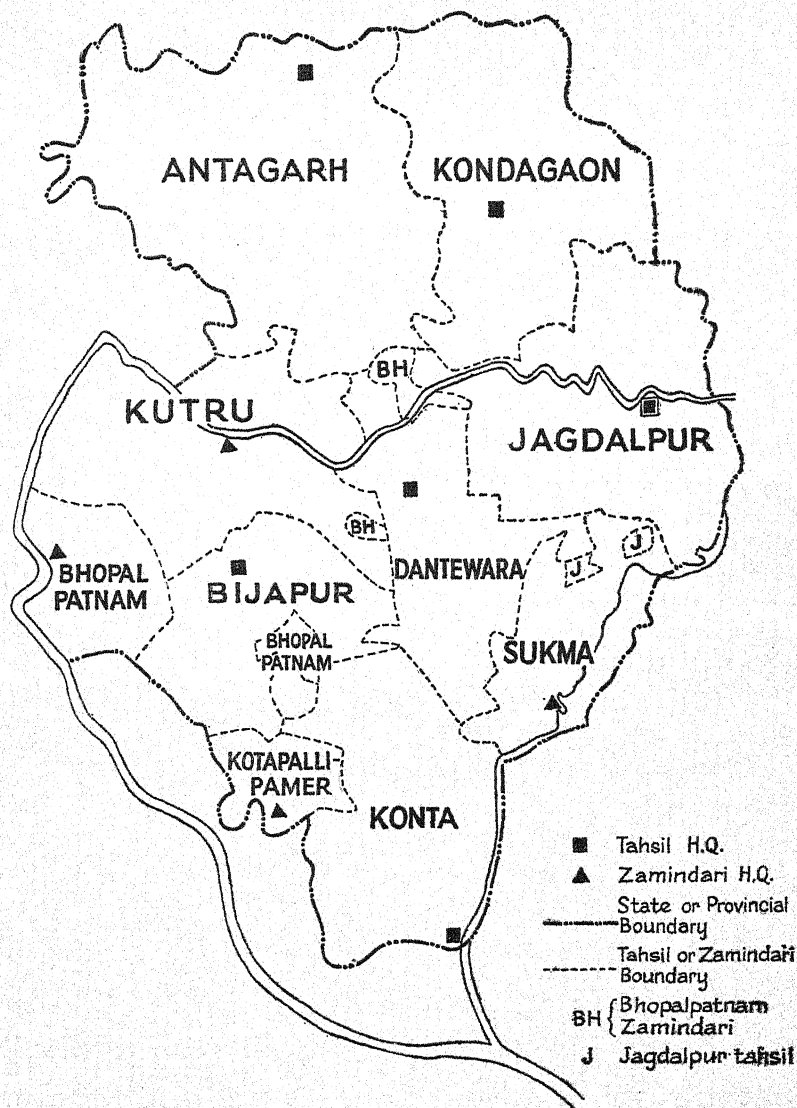 ANTAGARH
KONDAGAON
BH
KUTRU
JAGDALPUR
BH
J
J
BHOPAL
PATNAM
BIJAPUR
DANTEWARA
BHOPAL
PATNAM
SUKMA
KOTAPALLI-
PAMER
KONTA
Tahsil H.Q.
Zamindari H.Q.
State or Provincial
Boundary
Tahsil or Zamindari
Boundary
BH { Bhopalpatnam
Zamindari
J Jagdalpur tahsil